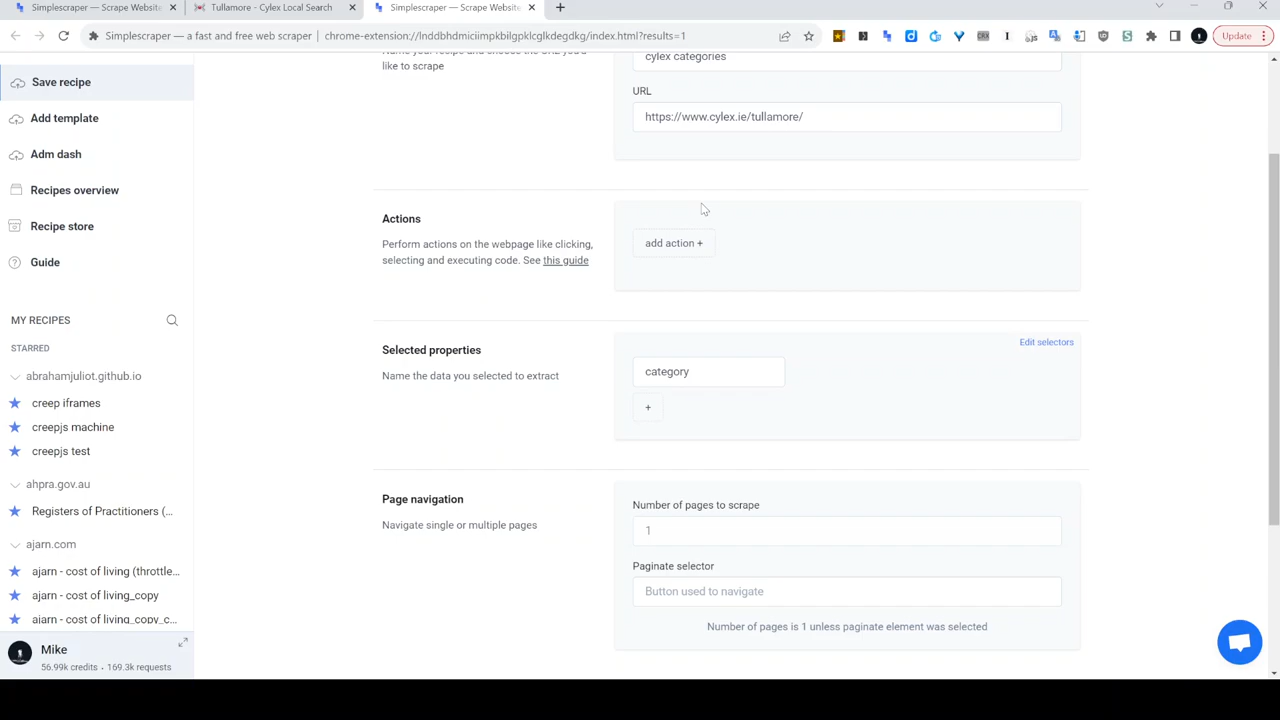 Simplescraper — Scrape Website
Tullamore - Cylex Local Search
Simplescraper — Scrape Website
Simplescraper — a fast and free web scraper | chrome-extension://lnddbhdmiciimpkbilgpklcglkdegdkg/index.html?results=1
Update
Save recipe
Add template
Adm dash
Recipes overview
Recipe store
Guide
MY RECIPES
STARRED
abrahamjuliot.github.io
creep iframes
creepjs machine
creepjs test
ahpra.gov.au
Registers of Practitioners (...
ajarn.com
ajarn - cost of living (throttle...
ajarn - cost of living_copy
ajarn - cost of living_copy_c...
Mike
56.99k credits • 169.3k requests
like to scrape
cylex categories
URL
https://www.cylex.ie/tullamore/
Actions
Perform actions on the webpage like clicking,
selecting and executing code. See this guide
add action +
Selected properties
Name the data you selected to extract
Edit selectors
category
+
Page navigation
Navigate single or multiple pages
Number of pages to scrape
1
Paginate selector
Button used to navigate
Number of pages is 1 unless paginate element was selected